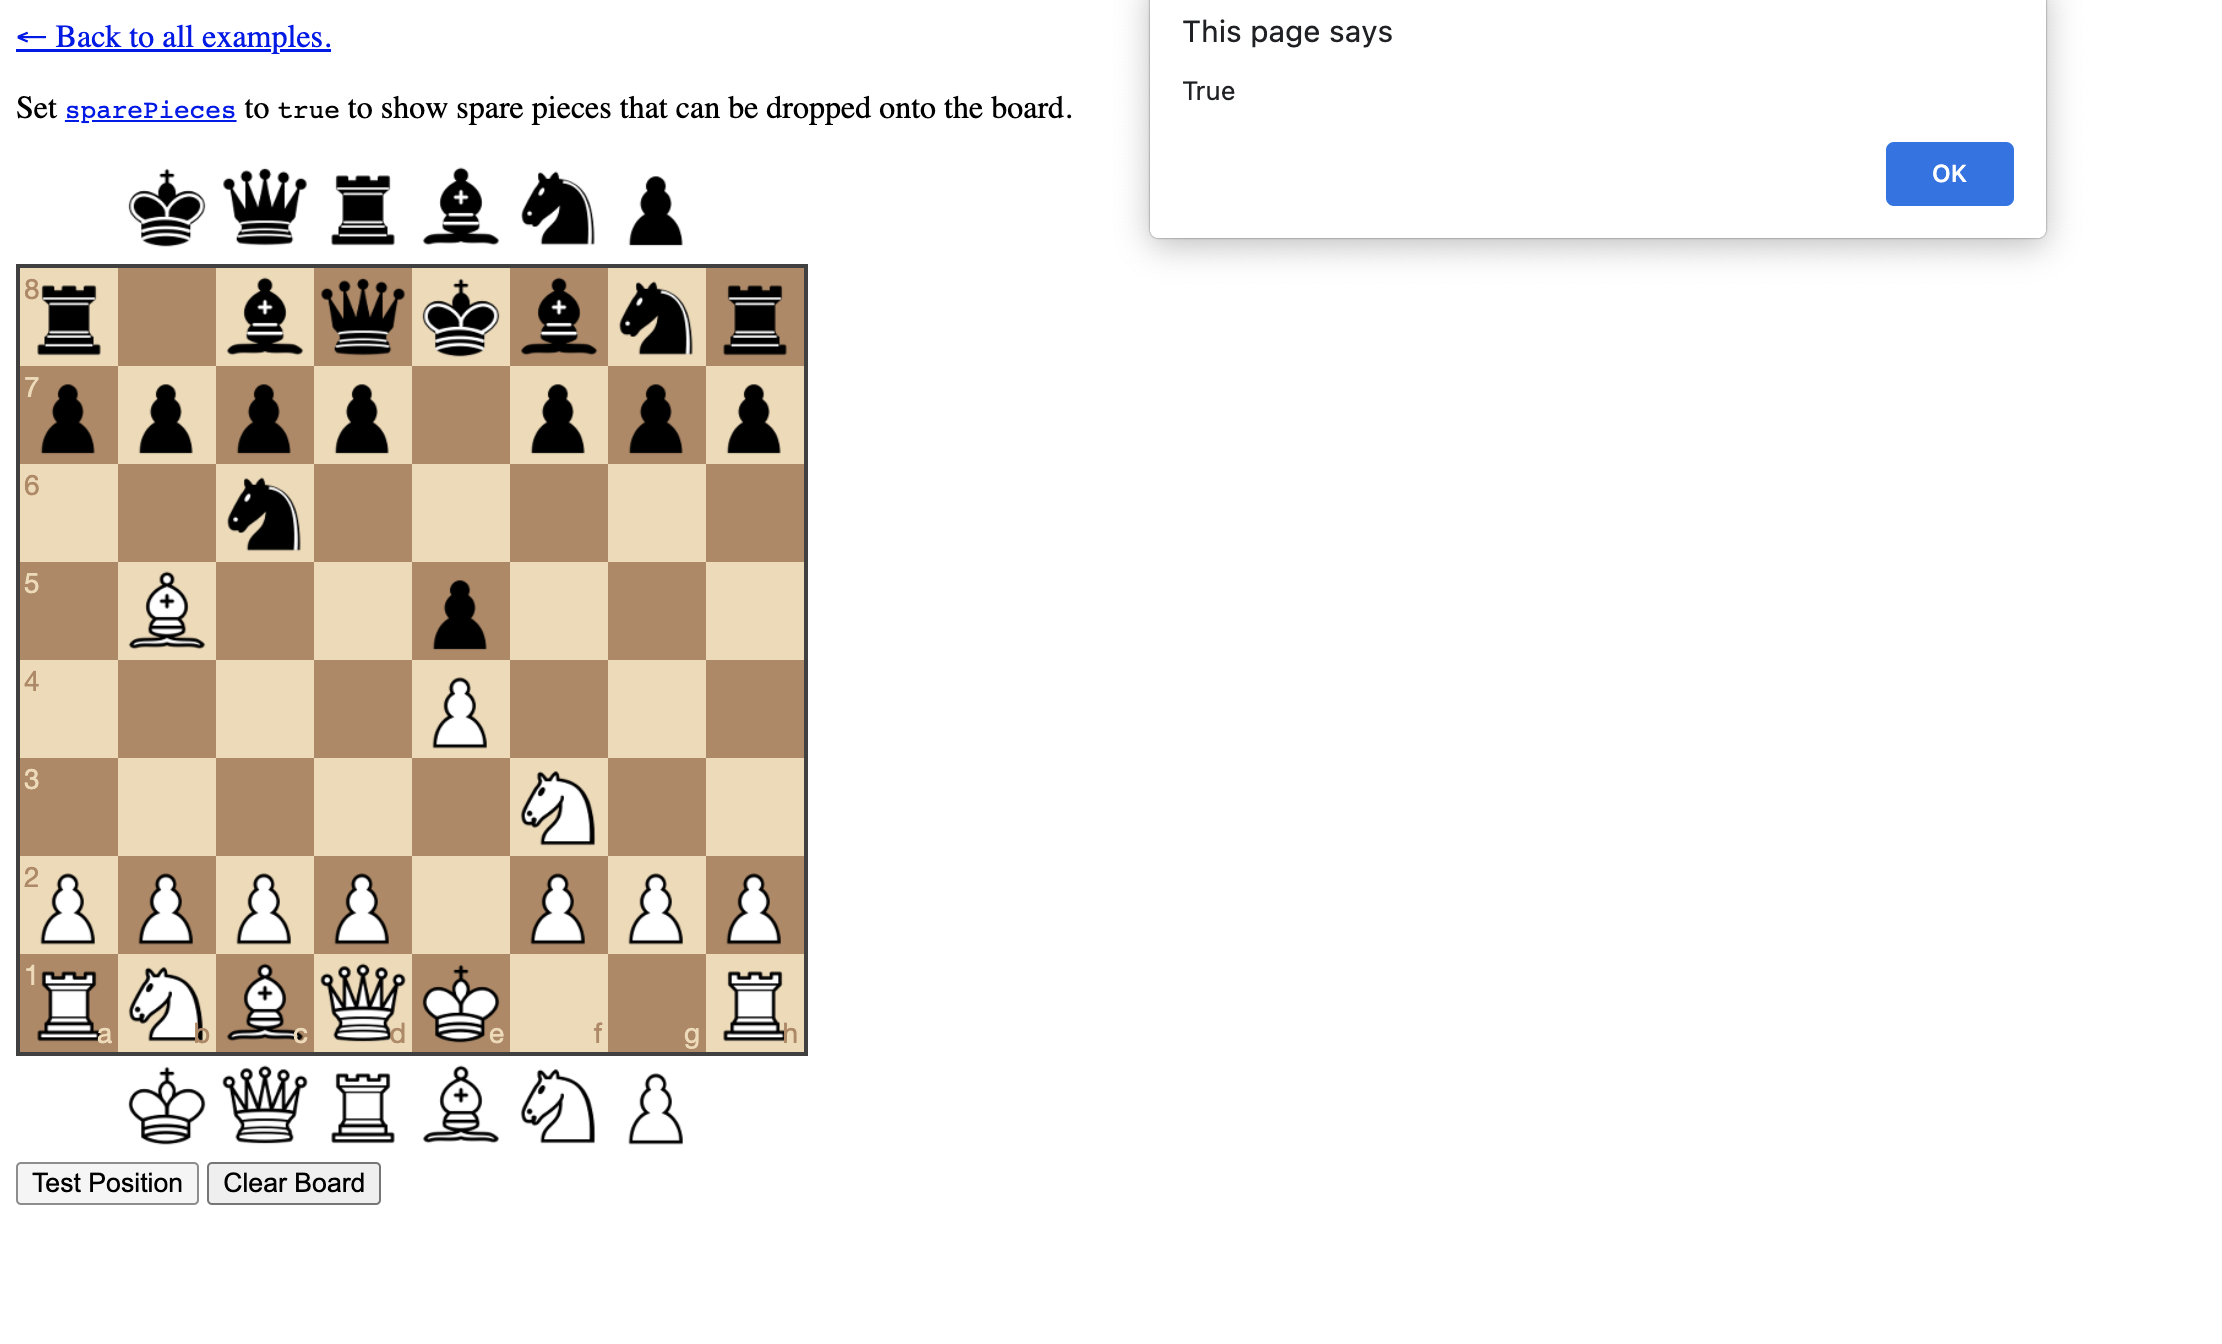 ← Back to all examples.
This page says
True
OK
Set sparePieces to true to show spare pieces that can be dropped onto the board.
8
7
6
5
4
3
2
1
a b c d e f g h
Test Position Clear Board